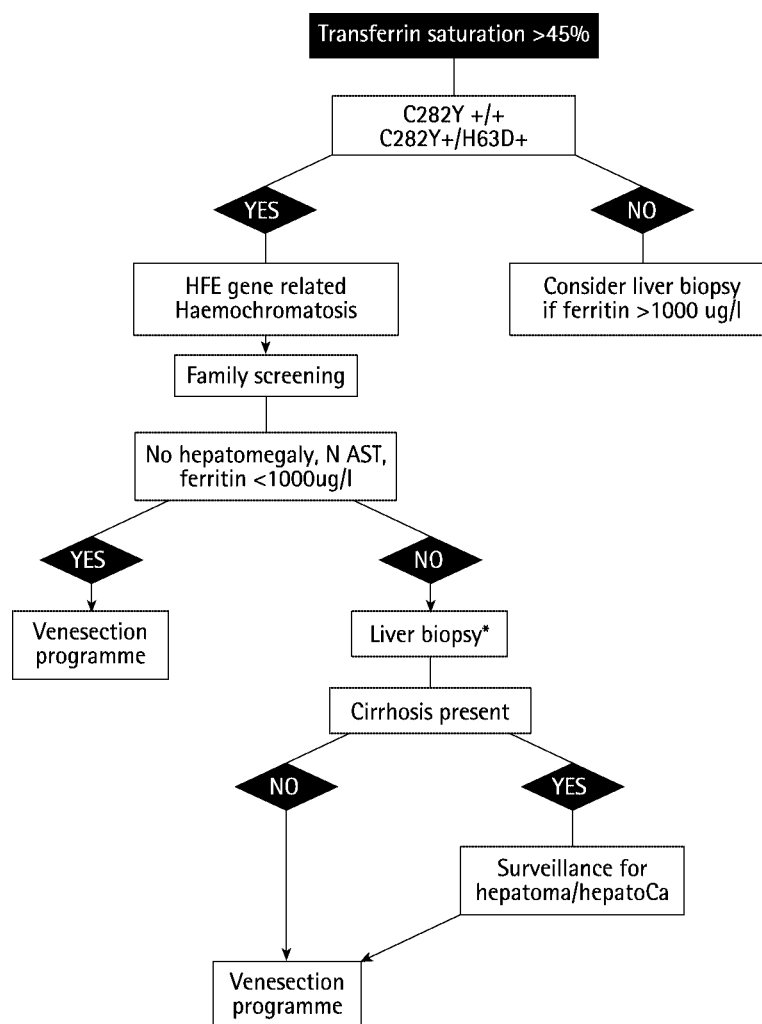 Transferrin saturation >45%
C282Y +/+
C282Y+/H63D+
YES
NO
HFE gene related
Haemochromatosis
Consider liver biopsy
if ferritin >1000 ug/l
Family screening
No hepatomegaly, N AST,
ferritin <1000ug/l
YES
NO
Venesection
programme
Liver biopsy*
Cirrhosis present
NO
YES
Surveillance for
hepatoma/hepatoCa
Venesection
programme